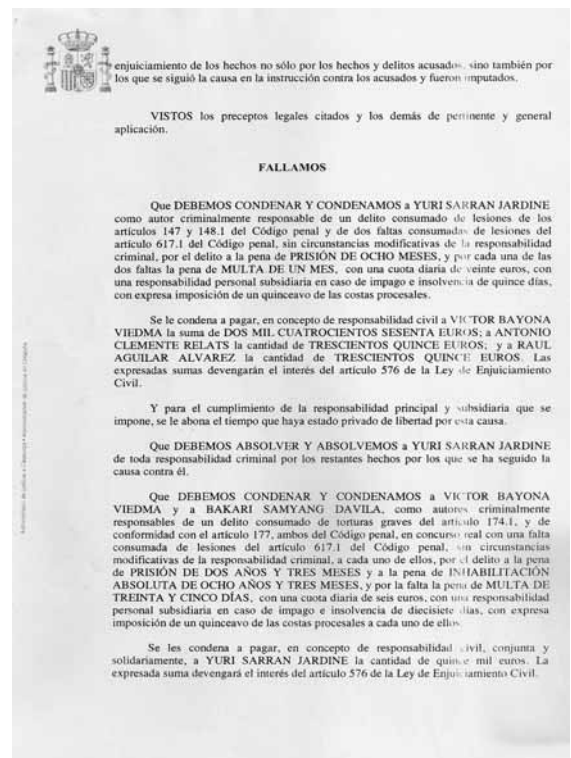 enjuiciamiento de los hechos no sólo por los hechos y delitos acusados, sino también por
los que se siguió la causa en la instrucción contra los acusados y fueron imputados.
VISTOS los preceptos legales citados y los demás de pertinente y general
aplicación.
FALLAMOS
Que DEBEMOS CONDENAR Y CONDENAMOS a YURI SARRAN JARDINE
como autor criminalmente responsable de un delito consumado de lesiones de los
artículos 147 y 148.1 del Código penal y de dos faltas consumadas de lesiones del
artículo 617.1 del Código penal, sin circunstancias modificativas de la responsabilidad
criminal, por el delito a la pena de PRISIÓN DE OCHO MESES, y por cada una de las
dos faltas la pena de MULTA DE UN MES, con una cuota diaria de veinte euros, con
una responsabilidad personal subsidiaria en caso de impago e insolvencia de quince días,
con expresa imposición de un quinceavo de las costas procesales.
Se le condena a pagar, en concepto de responsabilidad civil a VICTOR BAYONA
VIEDMA la suma de DOS MIL CUATROCIENTOS SESENTA EUROS; a ANTONIO
CLEMENTE RELATS la cantidad de TRESCIENTOS QUINCE EUROS; y a RAUL
AGUILAR ALVAREZ la cantidad de TRESCIENTOS QUINCE EUROS. Las
expresadas sumas devengarán el interés del artículo 576 de la Ley de Enjuiciamiento
Civil.
Y para el cumplimiento de la responsabilidad principal y subsidiaria que se
impone, se le abona el tiempo que haya estado privado de libertad por esta causa.
Que DEBEMOS ABSOLVER Y ABSOLVEMOS a YURI SARRAN JARDINE
de toda responsabilidad criminal por los restantes hechos por los que se ha seguido la
causa contra él.
Que DEBEMOS CONDENAR Y CONDENAMOS a VICTOR BAYONA
VIEDMA y a BAKARI SAMYANG DAVILA, como autores criminalmente
responsables de un delito consumado de torturas graves del artículo 174.1, y de
conformidad con el artículo 177, ambos del Código penal, en concurso real con una falta
consumada de lesiones del artículo 617.1 del Código penal, sin circunstancias
modificativas de la responsabilidad criminal, a cada uno de ellos, por el delito a la pena
de PRISIÓN DE DOS AÑOS Y TRES MESES y a la pena de INHABILITACIÓN
ABSOLUTA DE OCHO AÑOS Y TRES MESES, y por la falta la pena de MULTA DE
TREINTA Y CINCO DÍAS, con una cuota diaria de seis euros, con una responsabilidad
personal subsidiaria en caso de impago e insolvencia de diecisiete días, con expresa
imposición de un quinceavo de las costas procesales a cada uno de ellos.
Se les condena a pagar, en concepto de responsabilidad civil, conjunta y
solidariamente, a YURI SARRAN JARDINE la cantidad de quince mil euros. La
expresada suma devengará el interés del artículo 576 de la Ley de Enjuiciamiento Civil.